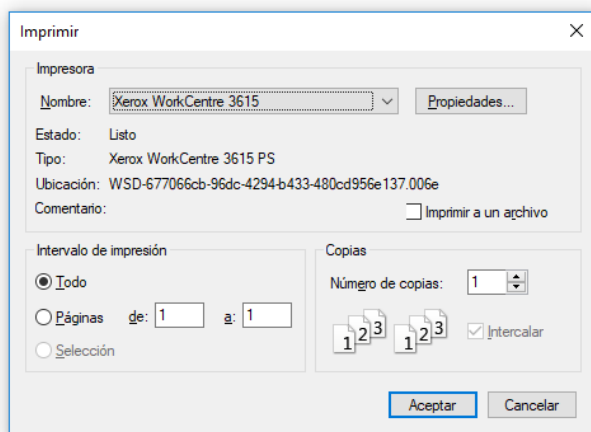 Imprimir
Impresora
Nombre: Xerox WorkCentre 3615 Propiedades...
Estado: Listo
Tipo: Xerox WorkCentre 3615 PS
Ubicación: WSD-677066cb-96dc-4294-b433-480cd956e137.006e
Comentario: Imprimir a un archivo
Intervalo de impresión
Todo
Páginas de: 1 a: 1
Selección
Copias
Número de copias: 1
1 2 3 1 2 3 Intercalar
Aceptar Cancelar